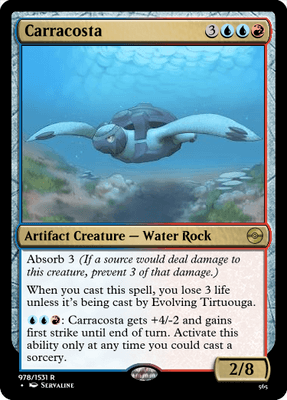 Carracosta 3
Artifact Creature — Water Rock
Absorb 3 (If a source would deal damage to
this creature, prevent 3 of that damage.)
When you cast this spell, you lose 3 life
unless it's being cast by Evolving Tirtuouga.
: Carracosta gets +4/-2 and gains
first strike until end of turn. Activate this
ability only at any time you could cast a
sorcery.
2/8
978/1531 R
• SERVALINE
565